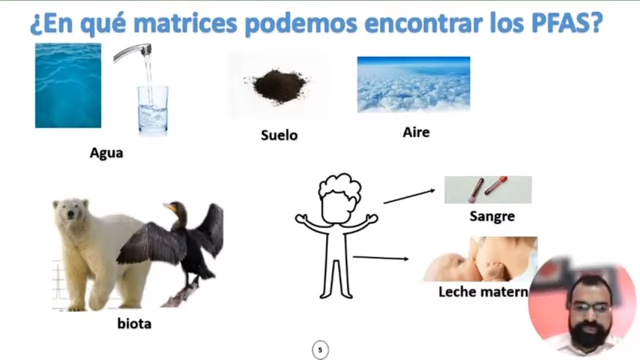 ¿En qué matrices podemos encontrar los PFAS?
Agua
Suelo
Aire
biota
Sangre
Leche matern
5